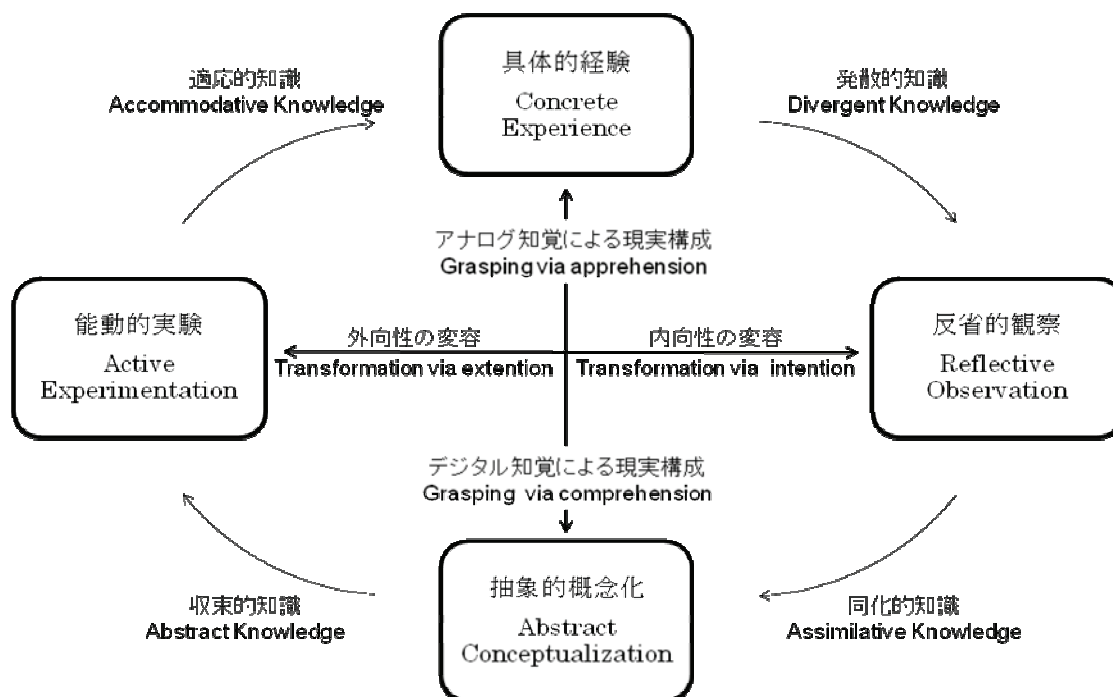 具体的経験
Concrete
Experience
適応的知識
Accommodative Knowledge
発散的知識
Divergent Knowledge
アナログ知覚による現実構成
Grasping via apprehension
能動的実験
Active
Experimentation
外向性の変容
Transformation via extention
内向性の変容
Transformation via intention
反省的観察
Reflective
Observation
デジタル知覚による現実構成
Grasping via comprehension
収束的知識
Abstract Knowledge
抽象的概念化
Abstract
Conceptualization
同化的知識
Assimilative Knowledge